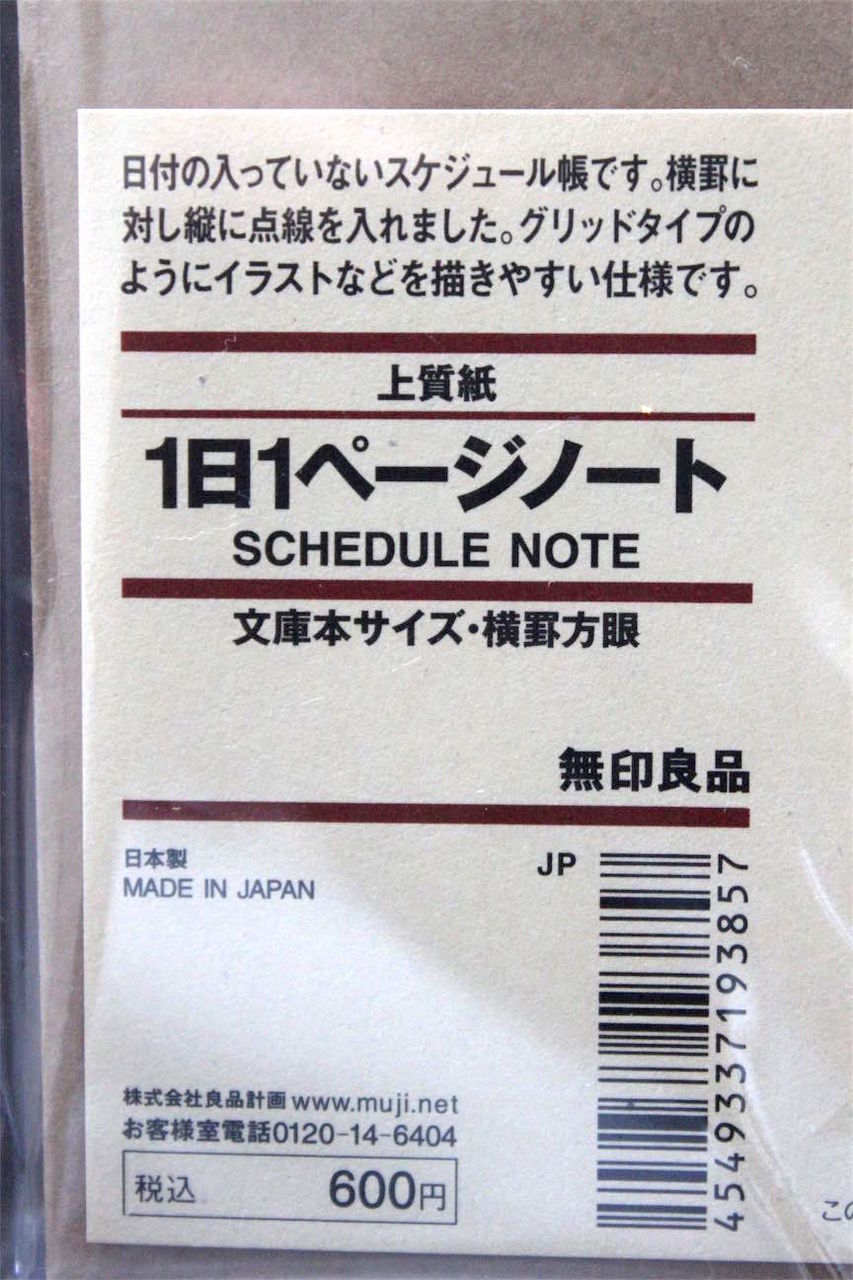 日付の入っていないスケジュール帳です。横罫に
対し縦に点線を入れました。グリッドタイプの
ようにイラストなどを描きやすい仕様です。
上質紙
1日1ページノート
SCHEDULE NOTE
文庫本サイズ・横罫方眼
無印良品
日本製
MADE IN JAPAN
JP
4549337193857
株式会社良品計画 www.muji.net
お客様室電話0120-14-6404
税込 600円
この